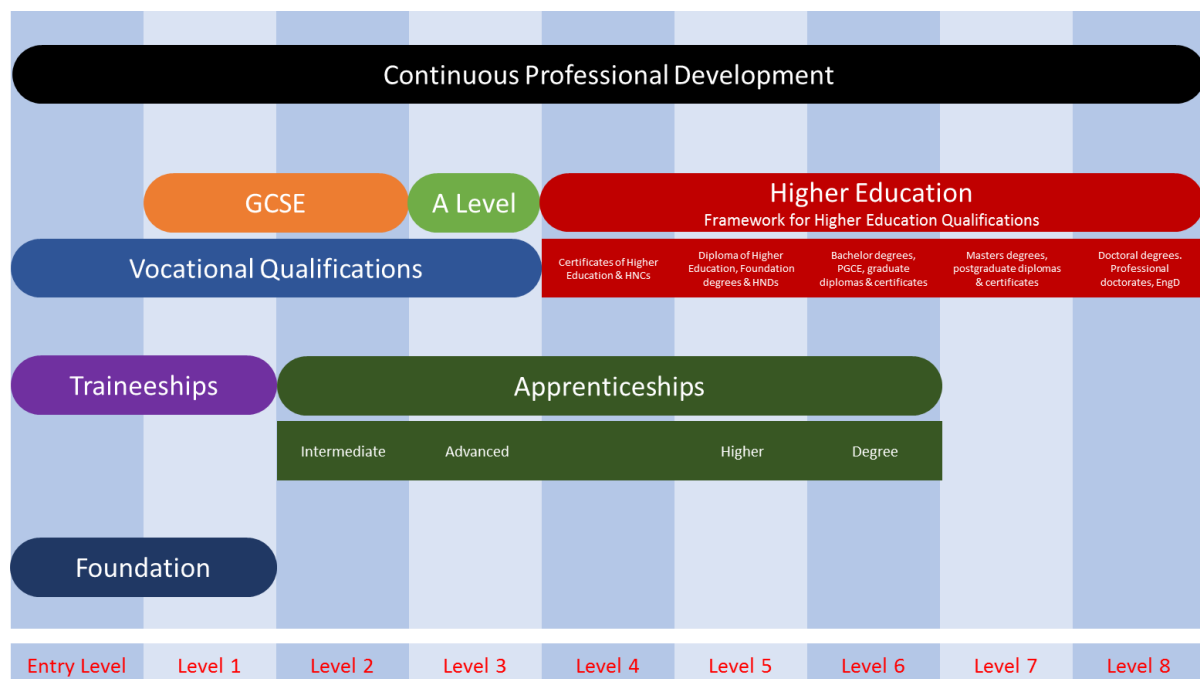 Continuous Professional Development
GCSE
A Level
Higher Education
Framework for Higher Education Qualifications
Vocational Qualifications
Certificates of Higher
Education & HNCs
Diploma of Higher
Education, Foundation
degrees & HNDs
Bachelor degrees,
PGCE, graduate
diplomas & certificates
Masters degrees,
postgraduate diplomas
& certificates
Doctoral degrees.
Professional
doctorates, EngD
Traineeships
Apprenticeships
Intermediate
Advanced
Higher
Degree
Foundation
Entry Level
Level 1
Level 2
Level 3
Level 4
Level 5
Level 6
Level 7
Level 8